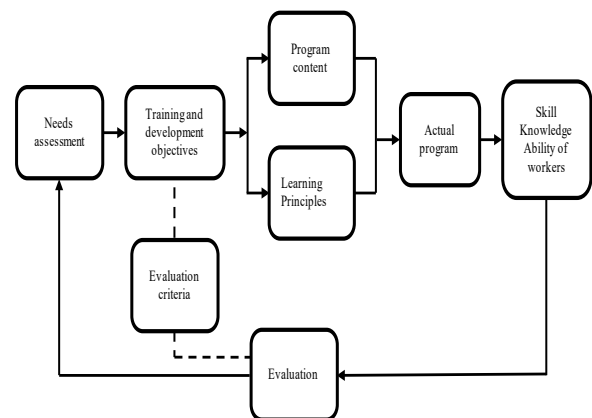 Needs
assessment
Training and
development
objectives
Program
content
Learning
Principles
Actual
program
Skill
Knowledge
Ability of
workers
Evaluation
criteria
Evaluation